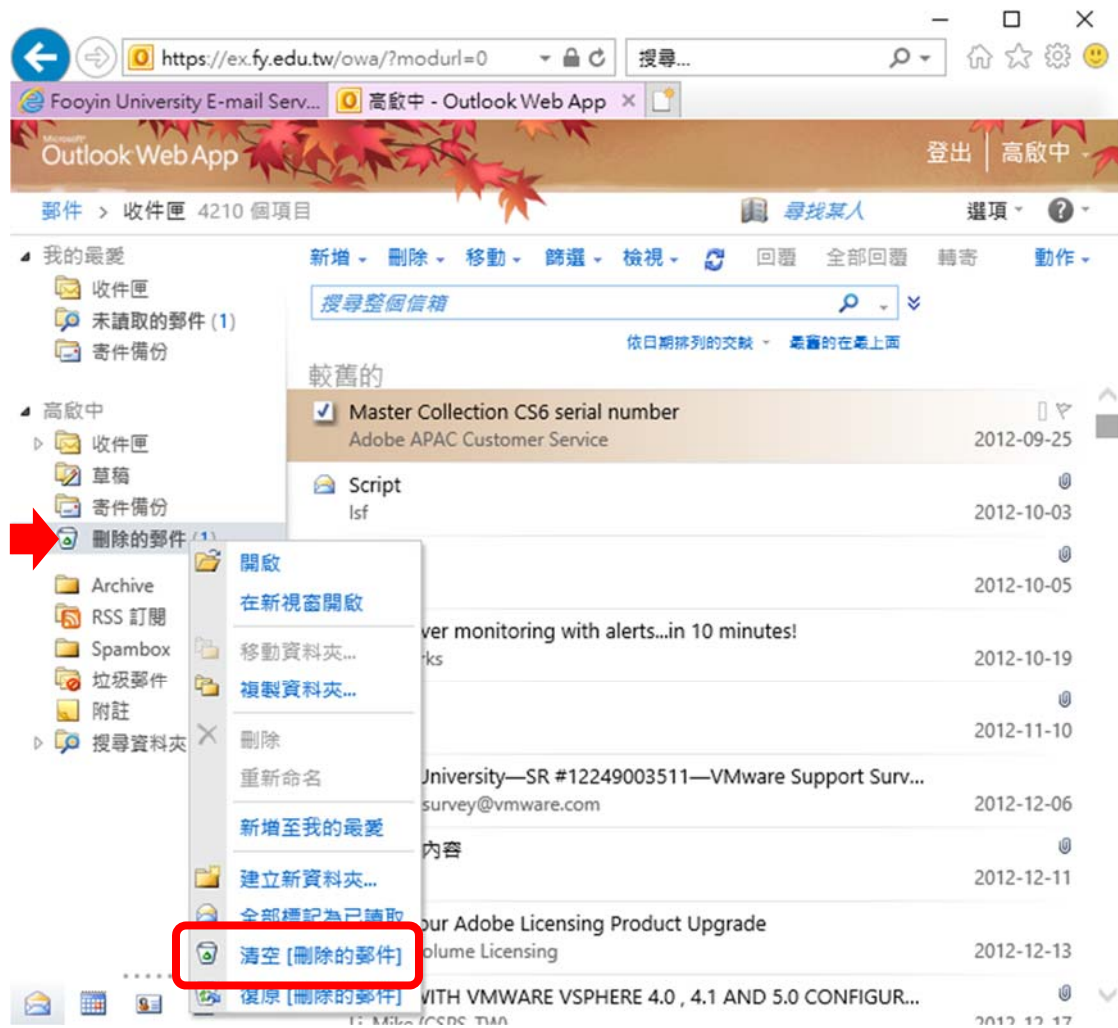 https://ex.fy.edu.tw/owa/?modurl=0
搜尋...
Fooyin University E-mail Serv...
高啟中 - Outlook Web App
Microsoft
Outlook Web App
登出
高啟中
郵件 > 收件匣 4210 個項目
尋找某人
選項
我的最愛
收件匣
未讀取的郵件 (1)
寄件備份
高啟中
收件匣
草稿
寄件備份
刪除的郵件 (1)
Archive
RSS 訂閱
Spambox
垃圾郵件
附註
搜尋資料夾
開啟
在新視窗開啟
移動資料夾...
複製資料夾...
刪除
重新命名
新增至我的最愛
建立新資料夾...
全部標記為已讀取
清空 [刪除的郵件]
復原 [刪除的郵件]
新增 刪除 移動 篩選 檢視 回覆 全部回覆 轉寄 動作
搜尋整個信箱
依日期排列的交談 最舊的在最上面
較舊的
Master Collection CS6 serial number
Adobe APAC Customer Service 2012-09-25
Script
lsf 2012-10-03
2012-10-05
ver monitoring with alerts...in 10 minutes!
rks 2012-10-19
2012-11-10
University—SR #12249003511—VMware Support Surv...
survey@vmware.com 2012-12-06
內容
2012-12-11
our Adobe Licensing Product Upgrade
olume Licensing 2012-12-13
WITH VMWARE VSPHERE 4.0 , 4.1 AND 5.0 CONFIGUR...
Li, Mike (CSPS, TW) 2012-12-17